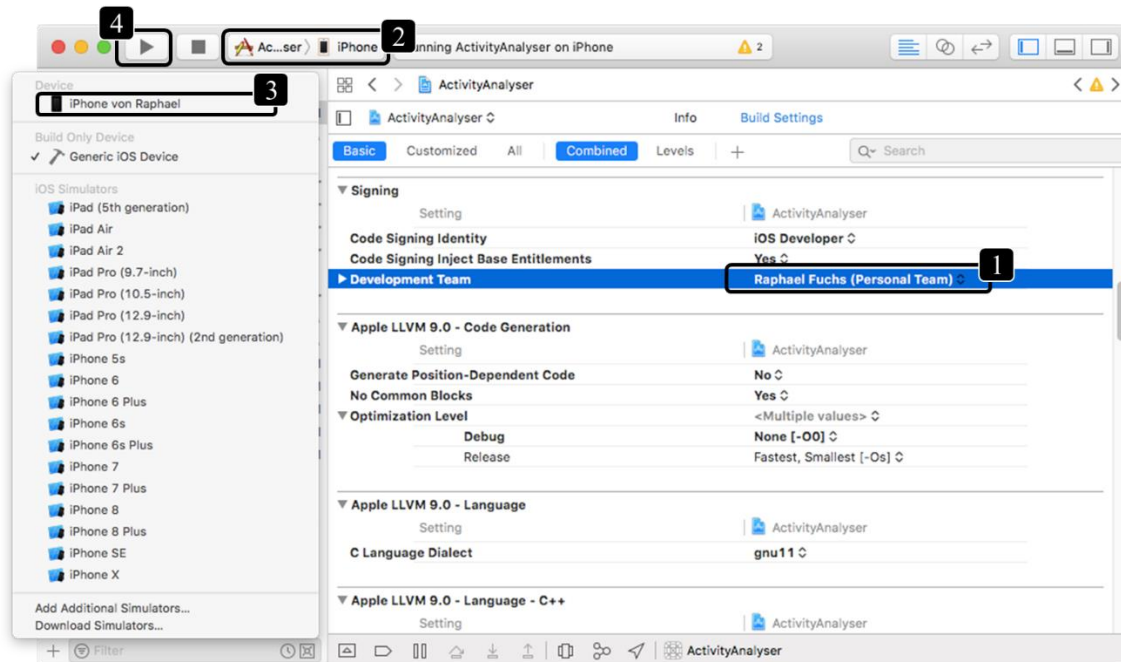 4
2
Ac...ser
iPhone
unning ActivityAnalyser on iPhone
2
Device
iPhone von Raphael
3
Build Only Device
✓ Generic iOS Device
iOS Simulators
iPad (5th generation)
iPad Air
iPad Air 2
iPad Pro (9.7-inch)
iPad Pro (10.5-inch)
iPad Pro (12.9-inch)
iPad Pro (12.9-inch) (2nd generation)
iPhone 5s
iPhone 6
iPhone 6 Plus
iPhone 6s
iPhone 6s Plus
iPhone 7
iPhone 7 Plus
iPhone 8
iPhone 8 Plus
iPhone SE
iPhone X
Add Additional Simulators...
Download Simulators...
Filter
ActivityAnalyser
ActivityAnalyser Info Build Settings
Basic Customized All Combined Levels + Search
Signing
Setting ActivityAnalyser
Code Signing Identity iOS Developer
Code Signing Inject Base Entitlements Yes
1
Development Team Raphael Fuchs (Personal Team)
Apple LLVM 9.0 - Code Generation
Setting ActivityAnalyser
Generate Position-Dependent Code No
No Common Blocks Yes
Optimization Level <Multiple values>
Debug None [-O0]
Release Fastest, Smallest [-Os]
Apple LLVM 9.0 - Language
Setting ActivityAnalyser
C Language Dialect gnu11
Apple LLVM 9.0 - Language - C++
Setting ActivityAnalyser
ActivityAnalyser